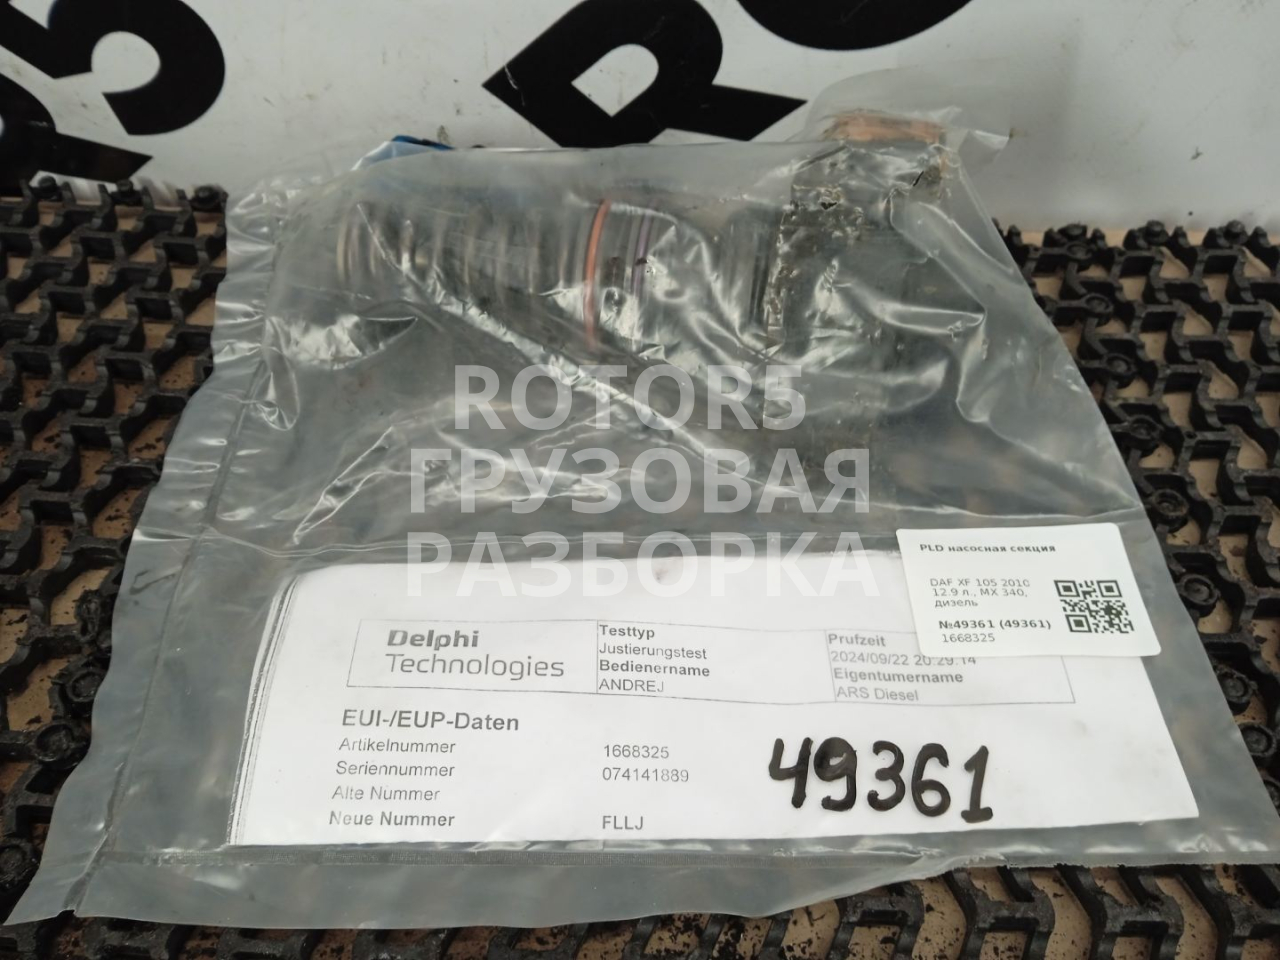 ROTOR5
ГРУЗОВАЯ
РАЗБОРКА
PLD насосная секция
DAF XF 105 2010
12.9 л., MX 340,
дизель
№49361 (49361)
1668325
Delphi
Technologies
Testtyp
Justierungstest
Bedienername
ANDREJ
Prufzeit
2024/09/22 20:29:14
Eigentumername
ARS Diesel
EUI-/EUP-Daten
Artikelnummer 1668325
Seriennummer 074141889
Alte Nummer
Neue Nummer FLLJ
49361